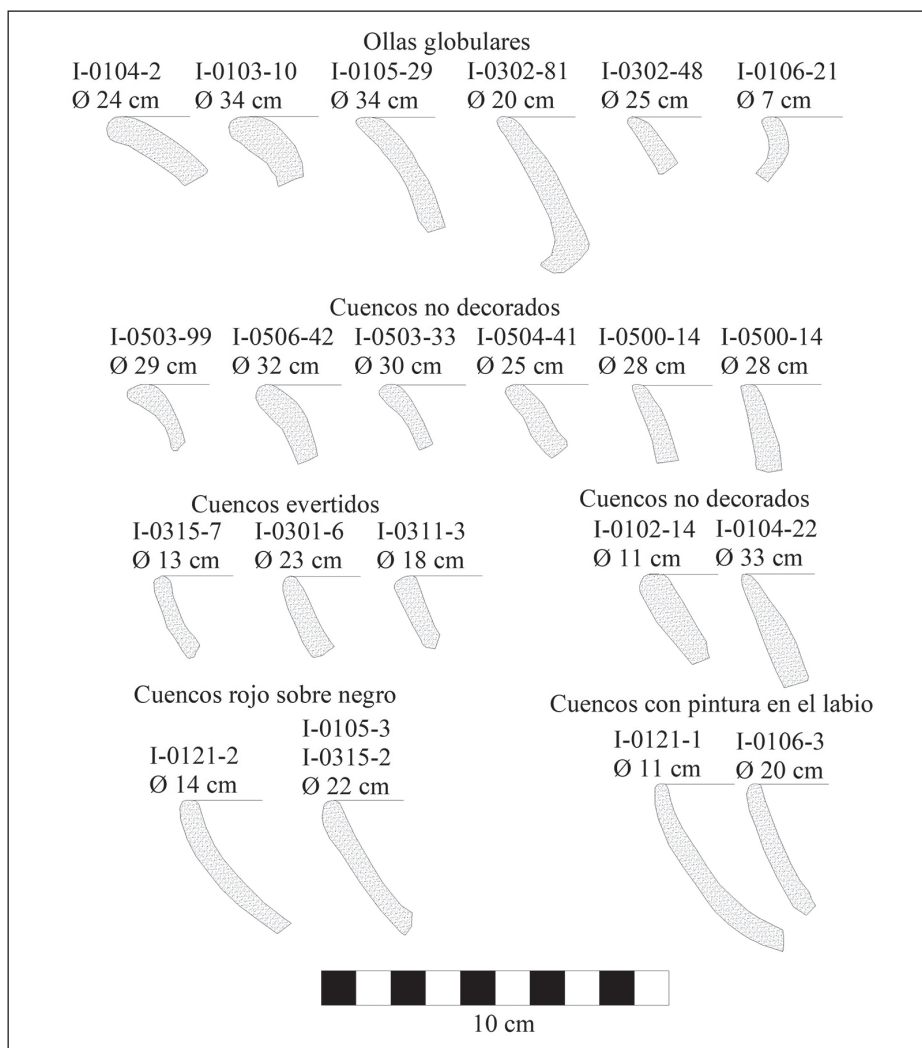 Ollas globulares
I-0104-2 I-0103-10 I-0105-29 I-0302-81 I-0302-48 I-0106-21
Ø 24 cm Ø 34 cm Ø 34 cm Ø 20 cm Ø 25 cm Ø 7 cm
Cuencos no decorados
I-0503-99 I-0506-42 I-0503-33 I-0504-41 I-0500-14 I-0500-14
Ø 29 cm Ø 32 cm Ø 30 cm Ø 25 cm Ø 28 cm Ø 28 cm
Cuencos evertidos
I-0315-7 I-0301-6 I-0311-3
Ø 13 cm Ø 23 cm Ø 18 cm
Cuencos no decorados
I-0102-14 I-0104-22
Ø 11 cm Ø 33 cm
Cuencos rojo sobre negro
I-0121-2
Ø 14 cm
I-0105-3
I-0315-2
Ø 22 cm
Cuencos con pintura en el labio
I-0121-1 I-0106-3
Ø 11 cm Ø 20 cm
10 cm